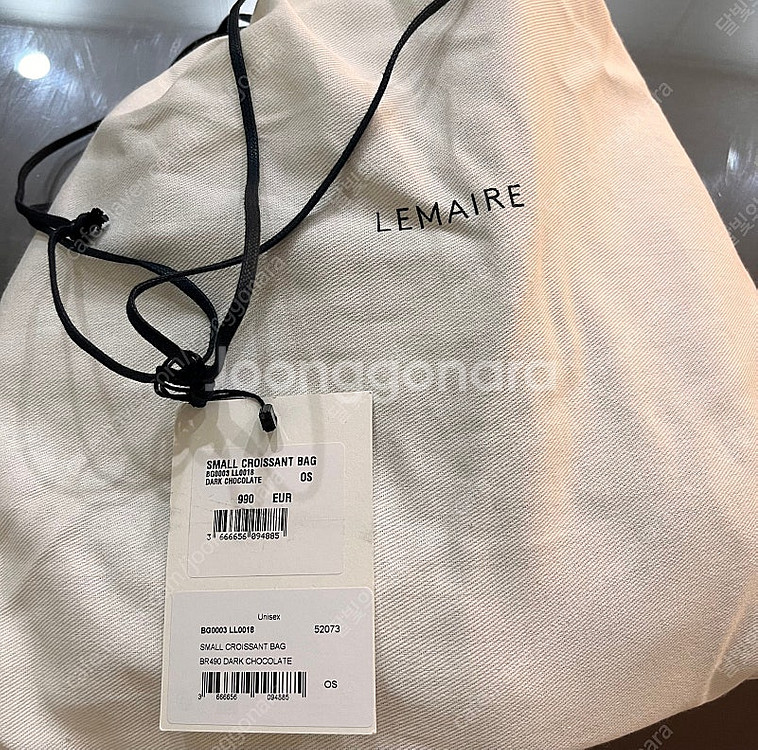 LEMAIRE
Joonggonara
SMALL CROISSANT BAG
BG0003 LL0018
DARK CHOCOLATE OS
990 EUR
3 666656 094885
Unisex
BG0003 LL0018 52073
SMALL CROISSANT BAG
BR490 DARK CHOCOLATE
3 666656 094885
OS